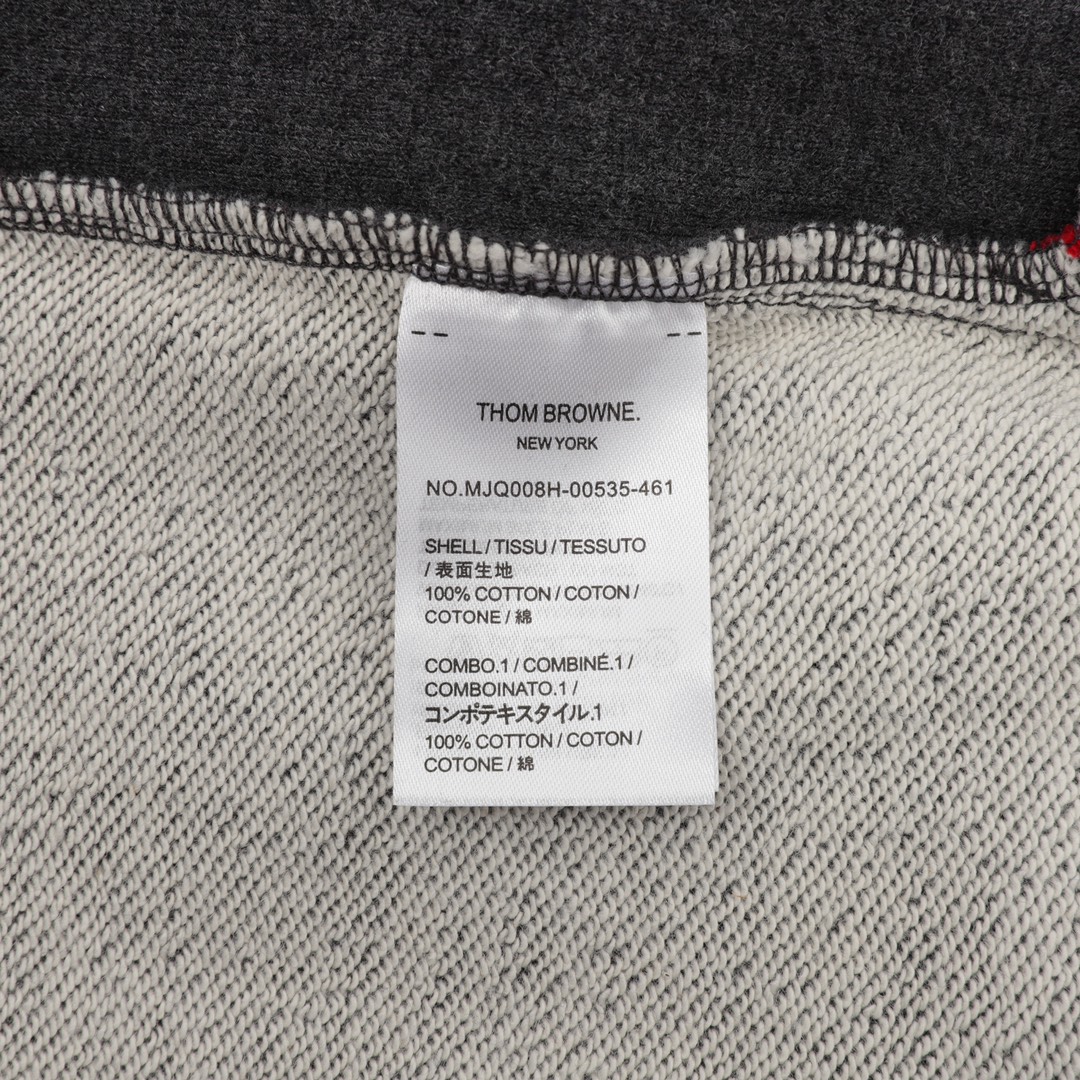 THOM BROWNE.
NEW YORK
NO.MJQ008H-00535-461
SHELL / TISSU / TESSUTO
/ 表面生地
100% COTTON / COTON /
COTONE / 綿
COMBO.1 / COMBINÉ.1 /
COMBOINATO.1 /
コンポテキスタイル.1
100% COTTON / COTON /
COTONE / 綿